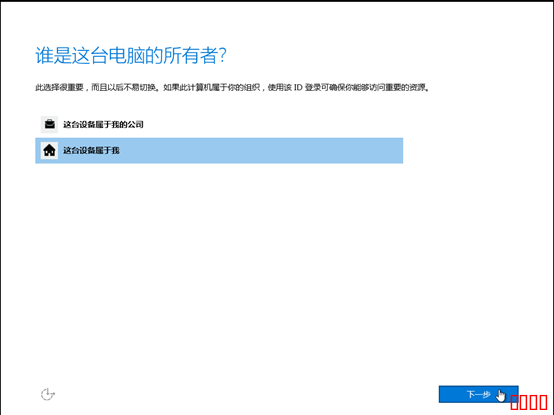 谁是这台电脑的所有者?
此选择很重要，而且以后不易切换。如果此计算机属于你的组织，使用该 ID 登录可确保你能够访问重要的资源。
这台设备属于我的公司
这台设备属于我
下一步